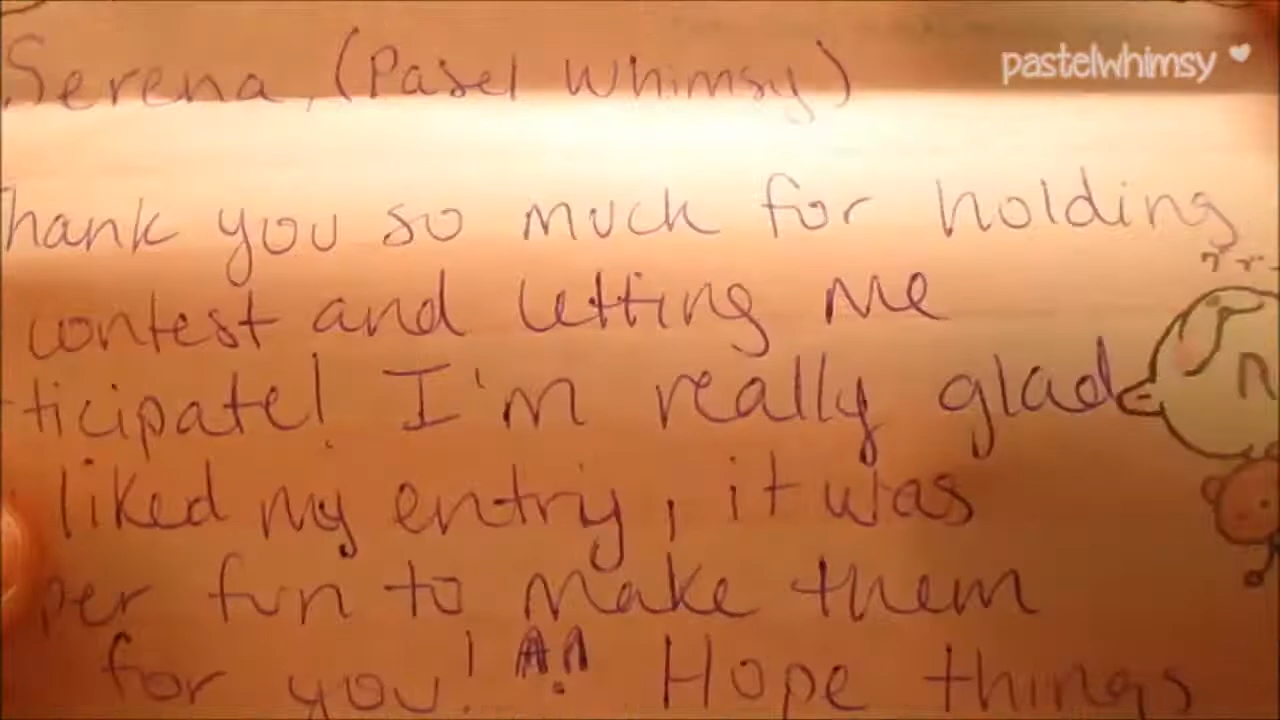 Serena, (Pasel Whimsy)
pastelwhimsy
Thank you so much for holding
contest and letting me
ticipate! I'm really glad
liked my entry, it was
per fun to make them
for you! Hope things